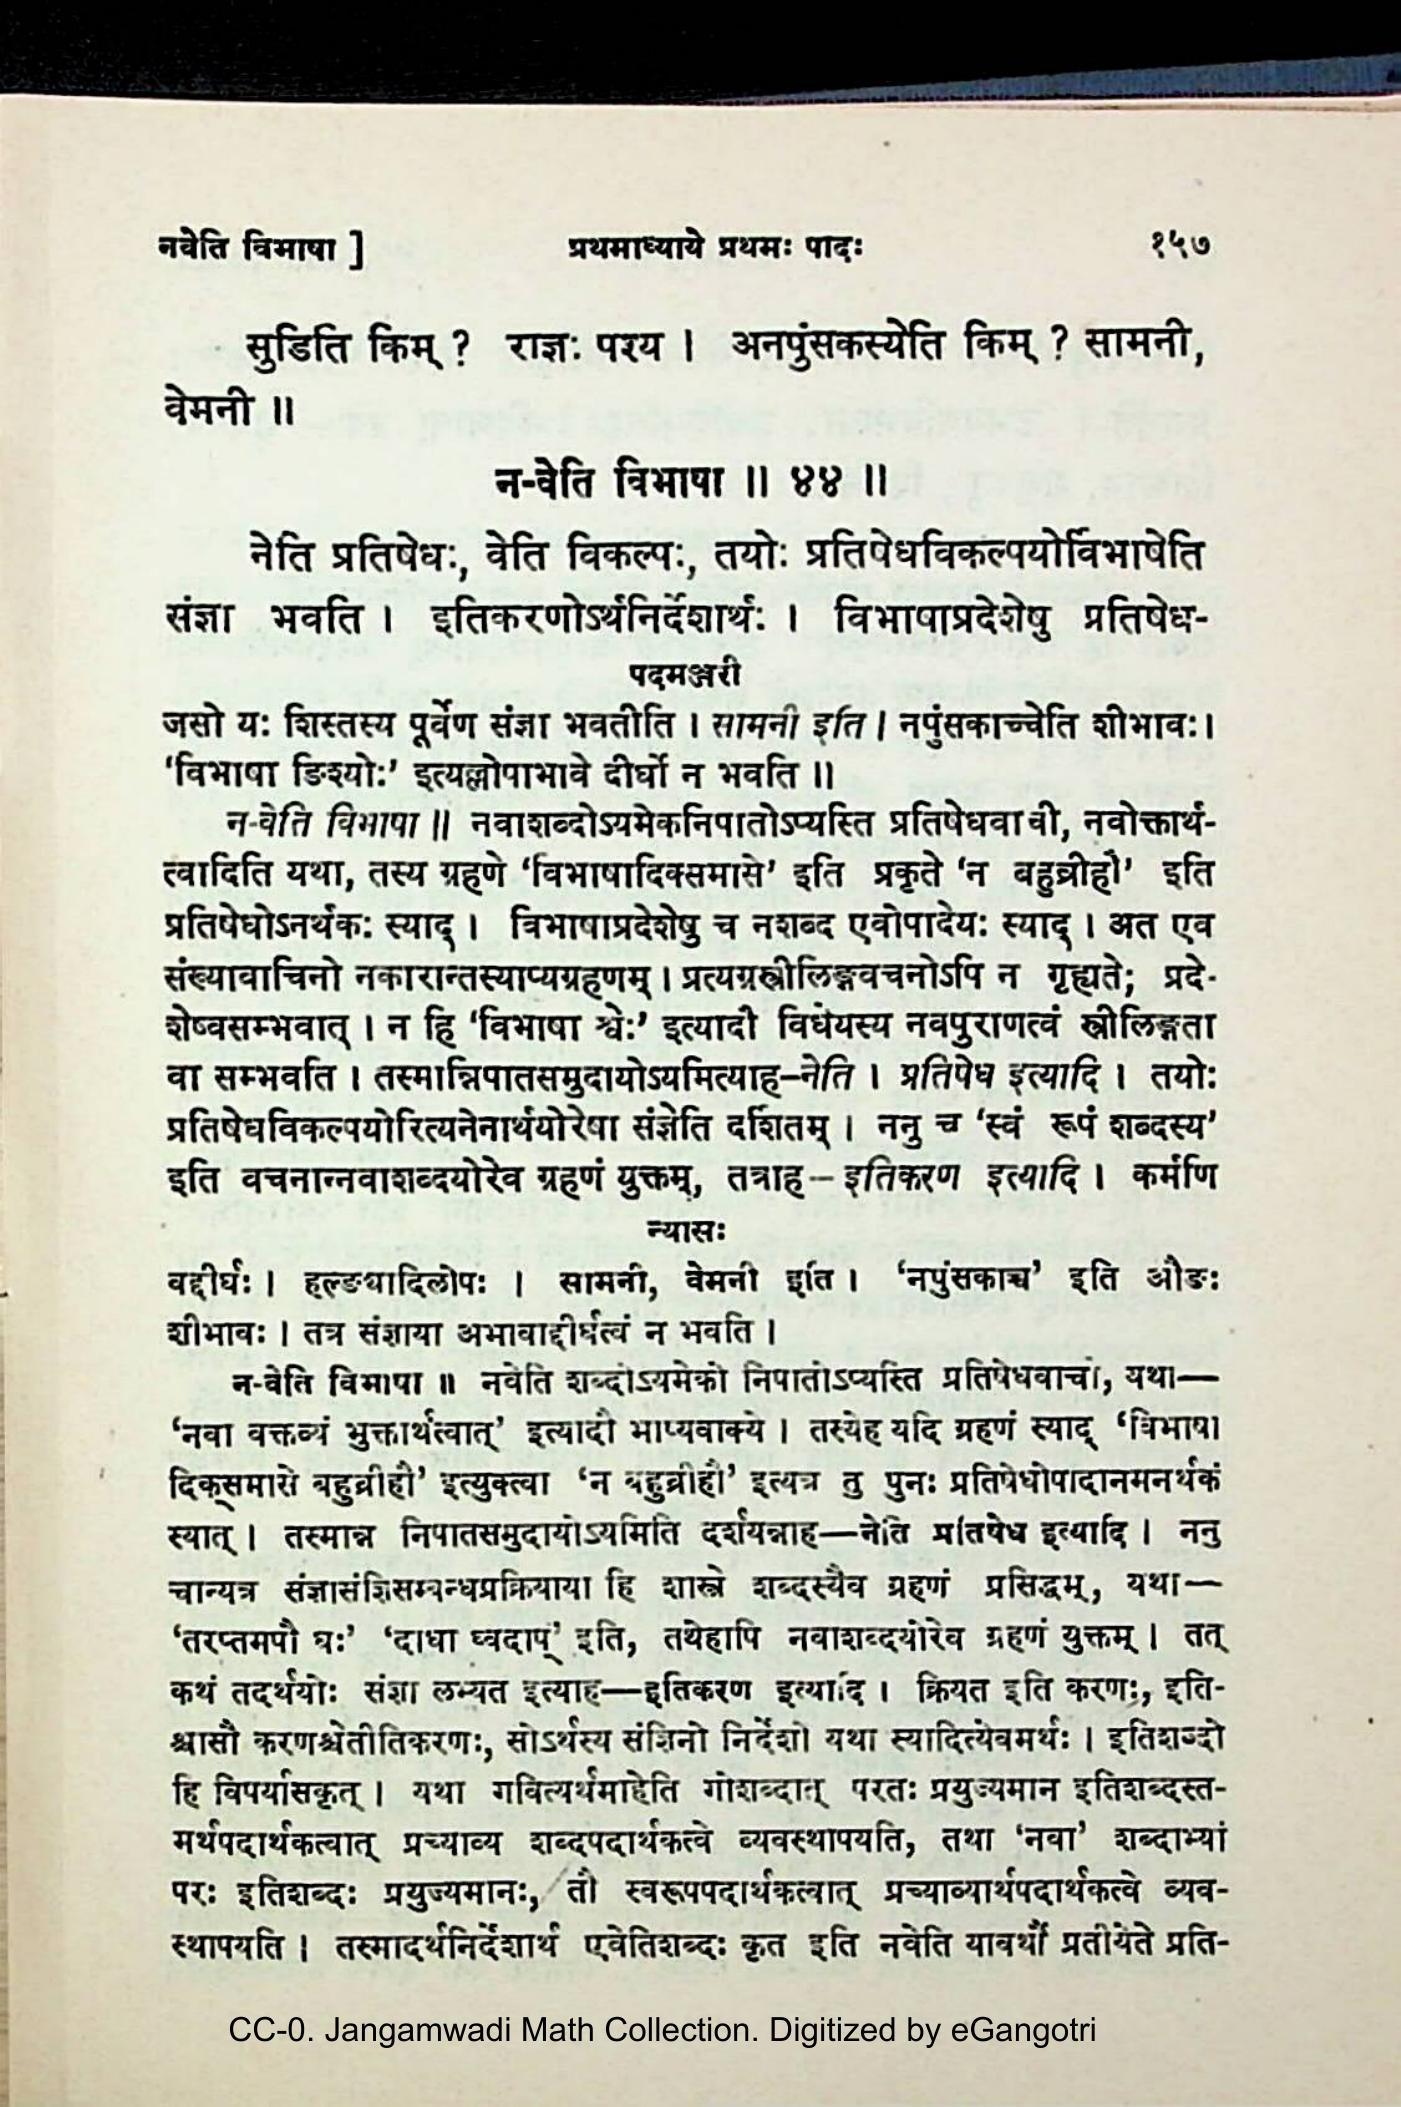 नवेति विभाषा ] प्रथमाध्याये प्रथमः पादः १५७
सुडिति किम् ? राज्ञः पश्य । अनपुंसकस्येति किम् ? सामनी,
वेमनी ॥
न-वेति विभाषा ॥ ४४ ॥
नेति प्रतिषेधः, वेति विकल्पः, तयोः प्रतिषेधविकल्पयोर्विभाषेति
संज्ञा भवति । इतिकरणोऽर्थनिर्देशार्थः । विभाषाप्रदेशेषु प्रतिषेध-
पदमञ्जरी
जसो यः शिस्तस्य पूर्वेण संज्ञा भवतीति । सामनी इति । नपुंसकाच्चेति शीभावः ।
‘विभाषा ङिश्योः’ इत्यल्लोपाभावे दीर्घो न भवति ॥
न-वेति विभाषा ॥ नवाशब्दोऽयमेकनिपातोऽप्यस्ति प्रतिषेधवाची, नवोक्तार्थ-
त्वादिति यथा, तस्य ग्रहणे ‘विभाषादिक्समासे’ इति प्रकृते ‘न बहुव्रीहौ’ इति
प्रतिषेधोऽनर्थकः स्याद् । विभाषाप्रदेशेषु च नशब्द एवोपादेयः स्याद् । अत एव
संख्यावाचिनो नकारान्तस्याप्यग्रहणम् । प्रत्यग्रस्त्रीलिङ्गवचनोऽपि न गृह्यते; प्रदे-
शेष्वसम्भवात् । न हि ‘विभाषा श्वेः’ इत्यादौ विधेयस्य नवपुराणत्वं स्त्रीलिङ्गता
वा सम्भवति । तस्मान्निपातसमुदायोऽयमित्याह–नेति । प्रतिषेध इत्यादि । तयोः
प्रतिषेधविकल्पयोरित्यनेनार्थयोरेषा संज्ञेति दर्शितम् । ननु च ‘स्वं रूपं शब्दस्य’
इति वचनान्नवाशब्दयोरेव ग्रहणं युक्तम्, तत्राह – इतिकरण इत्यादि । कर्मणि
न्यासः
वद्दीर्घः । हल्ङ्यादिलोपः । सामनी, वेमनी इति । ‘नपुंसकाच्च’ इति औङः
शीभावः । तत्र संज्ञाया अभावाद्दीर्घत्वं न भवति ।
न-वेति विभाषा ॥ नवेति शब्दोऽयमेको निपातोऽप्यस्ति प्रतिषेधवाची, यथा—
‘नवा वक्तव्यं भुक्तार्थत्वात्’ इत्यादौ भाष्यवाक्ये । तस्येह यदि ग्रहणं स्याद् ‘विभाषा
दिक्समासे बहुव्रीहौ’ इत्युक्त्वा ‘न बहुव्रीहौ’ इत्यत्र तु पुनः प्रतिषेधोपादानमनर्थकं
स्यात् । तस्मान्न निपातसमुदायोऽयमिति दर्शयन्नाह—नेति प्रतिषेध इत्यादि । ननु
चान्यत्र संज्ञासंज्ञिसम्बन्धप्रक्रियाया हि शास्त्रे शब्दस्यैव ग्रहणं प्रसिद्धम्, यथा—
‘तरप्तमपौ घः’ ‘दाधा घ्वदाप्’ इति, तथेहापि नवाशब्दयोरेव ग्रहणं युक्तम् । तत्
कथं तदर्थयोः संज्ञा लभ्यत इत्याह—इतिकरण इत्यादि । क्रियत इति करणः, इति-
श्चासौ करणश्चेतीतिकरणः, सोऽर्थस्य संज्ञिनो निर्देशो यथा स्यादित्येवमर्थः । इतिशब्दो
हि विपर्यासकृत् । यथा गवित्यर्थमाहेति गोशब्दात् परतः प्रयुज्यमान इतिशब्दस्त-
मर्थपदार्थकत्वात् प्रच्याव्य शब्दपदार्थकत्वे व्यवस्थापयति, तथा ‘नवा’ शब्दाभ्यां
परः इतिशब्दः प्रयुज्यमानः, तौ स्वरूपपदार्थकत्वात् प्रच्याव्यार्थपदार्थकत्वे व्यव-
स्थापयति । तस्मादर्थनिर्देशार्थ एवेतिशब्दः कृत इति नवेति यावर्थौ प्रतीयेते प्रति-
CC-0. Jangamwadi Math Collection. Digitized by eGangotri